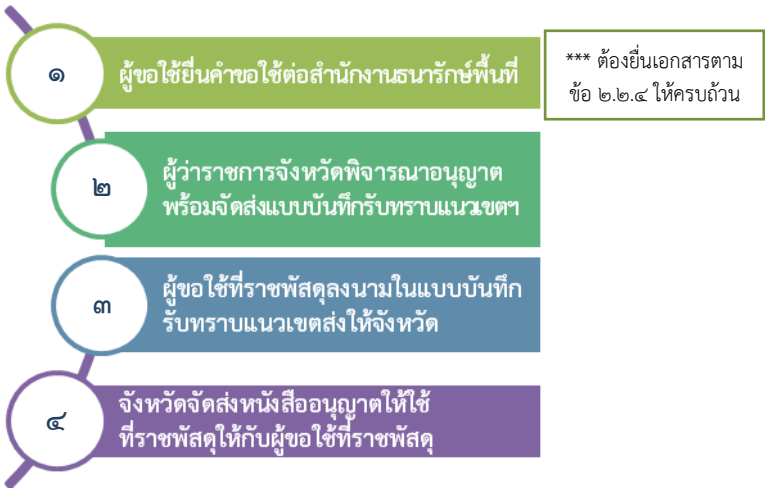 ๑
ผู้ขอใช้ยื่นคำขอใช้ต่อสำนักงานธนารักษ์พื้นที่
*** ต้องยื่นเอกสารตาม
ข้อ ๒.๒.๔ ให้ครบถ้วน
๒
ผู้ว่าราชการจังหวัดพิจารณาอนุญาต
พร้อมจัดส่งแบบบันทึกรับทราบแนวเขตฯ
๓
ผู้ขอใช้ที่ราชพัสดุลงนามในแบบบันทึก
รับทราบแนวเขตส่งให้จังหวัด
๔
จังหวัดจัดส่งหนังสืออนุญาตให้ใช้
ที่ราชพัสดุให้กับผู้ขอใช้ที่ราชพัสดุ